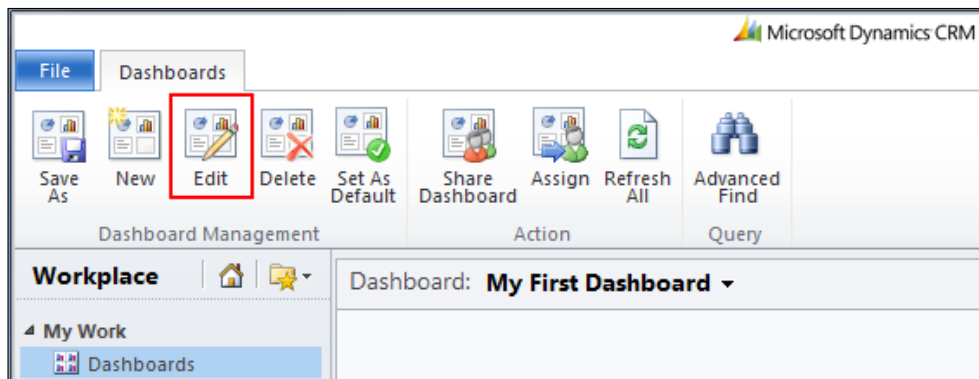 Microsoft Dynamics CRM
File Dashboards
Save As New Edit Delete Set As Default Share Dashboard Assign Refresh All Advanced Find
Dashboard Management Action Query
Workplace Dashboard: My First Dashboard
My Work
Dashboards